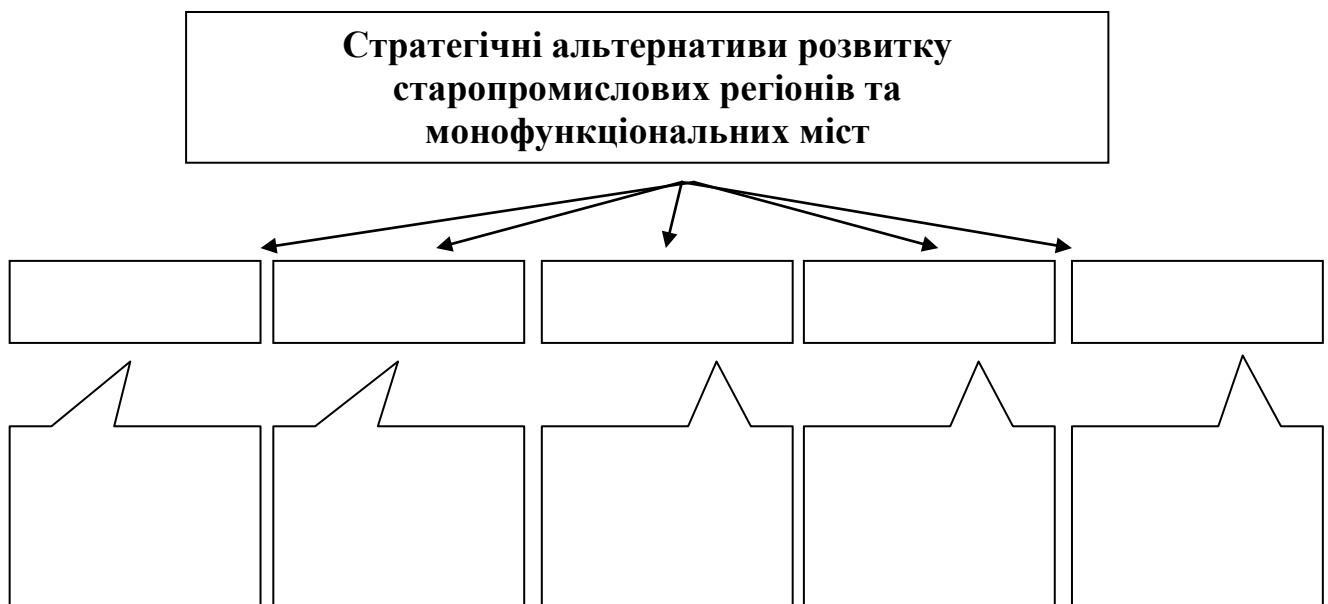 Стратегічні альтернативи розвитку
старопромислових регіонів та
монофункціональних міст